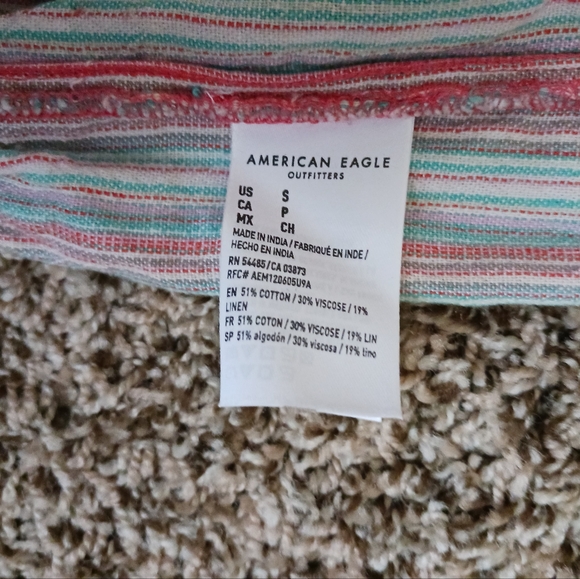 AMERICAN EAGLE
OUTFITTERS
US S
CA P
MX CH
MADE IN INDIA / FABRIQUÉ EN INDE /
HECHO EN INDIA
RN 54485/CA 03873
RFC# AEM120605U9A
EN 51% COTTON / 30% VISCOSE / 19%
LINEN
FR 51% COTON / 30% VISCOSE / 19% LIN
SP 51% algodón / 30% viscosa / 19% lino